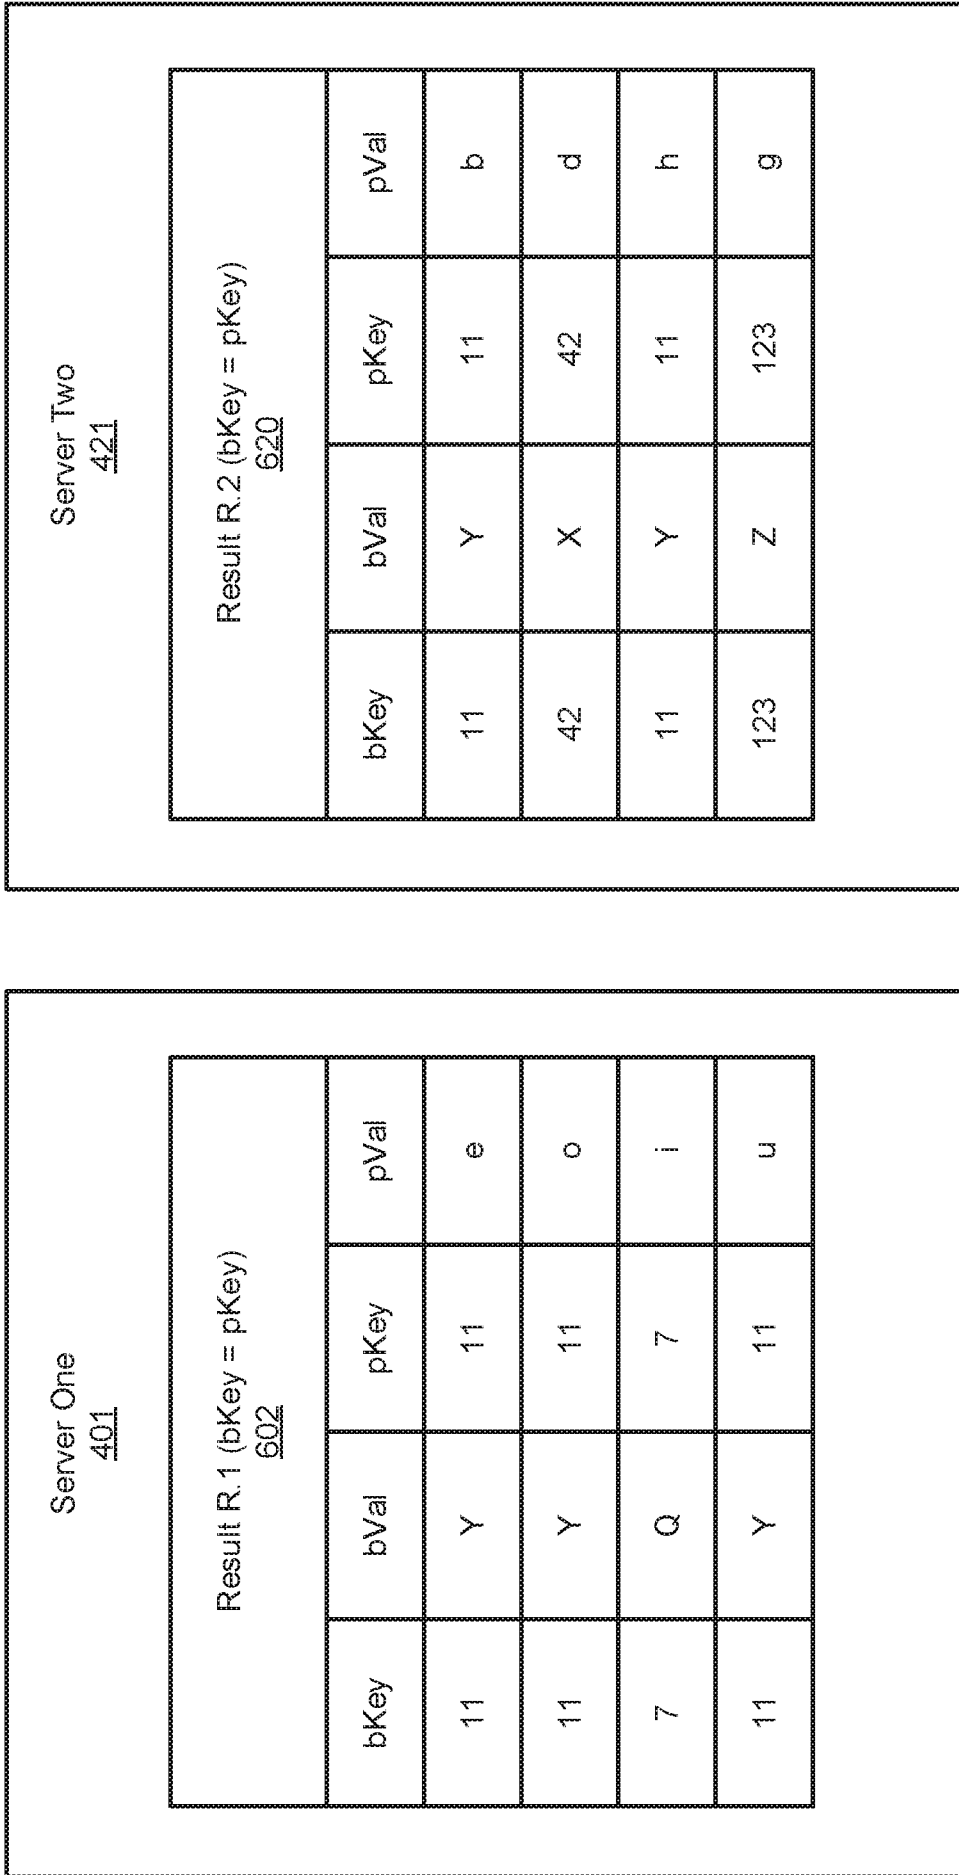 Server One
401
Result R.1 (bKey = pKey)
602
bKey bVal pKey pVal
11 Y 11 e
11 Y 11 o
7 Q 7 i
11 Y 11 u
Server Two
421
Result R.2 (bKey = pKey)
620
bKey bVal pKey pVal
11 Y 11 b
42 X 42 d
11 Y 11 h
123 Z 123 g